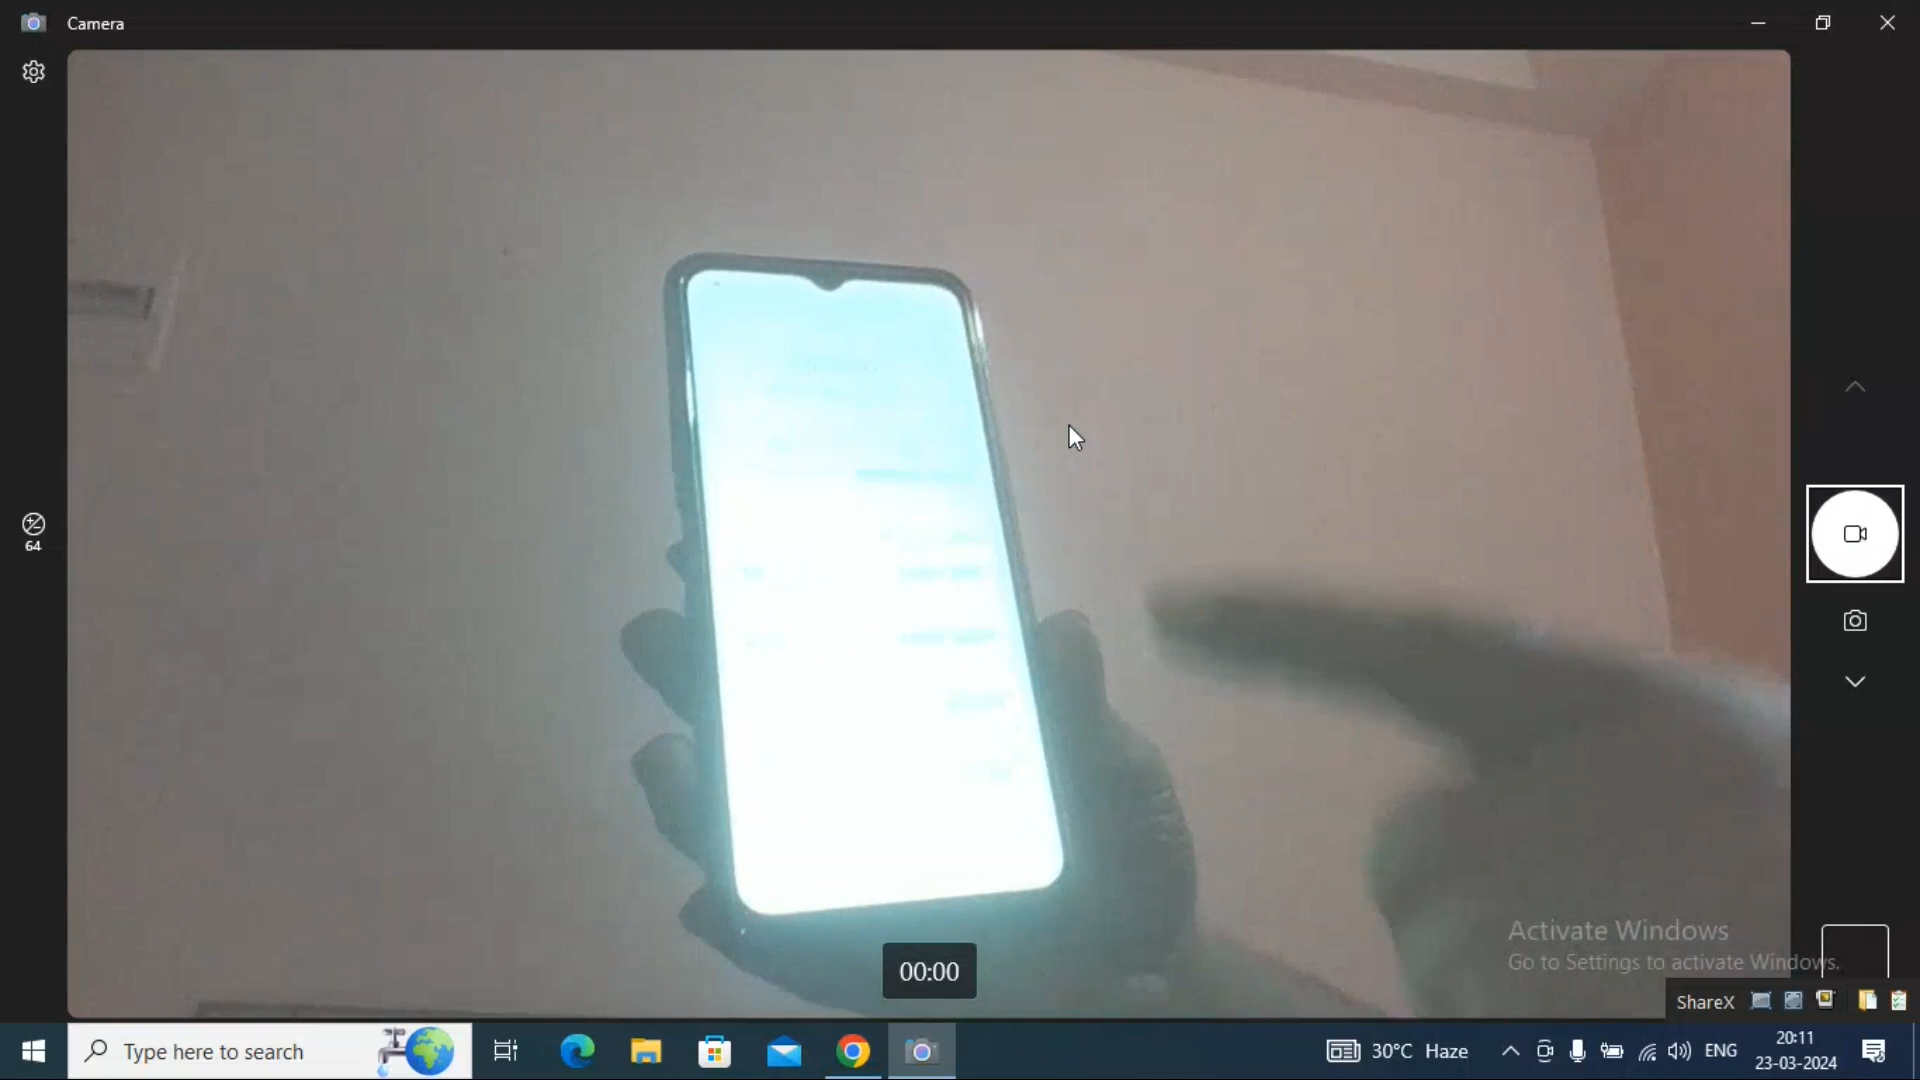 Camera
64
00:00
Activate Windows
Go to Settings to activate Windows.
ShareX
Type here to search
30°C Haze
ENG
20:11
23-03-2024